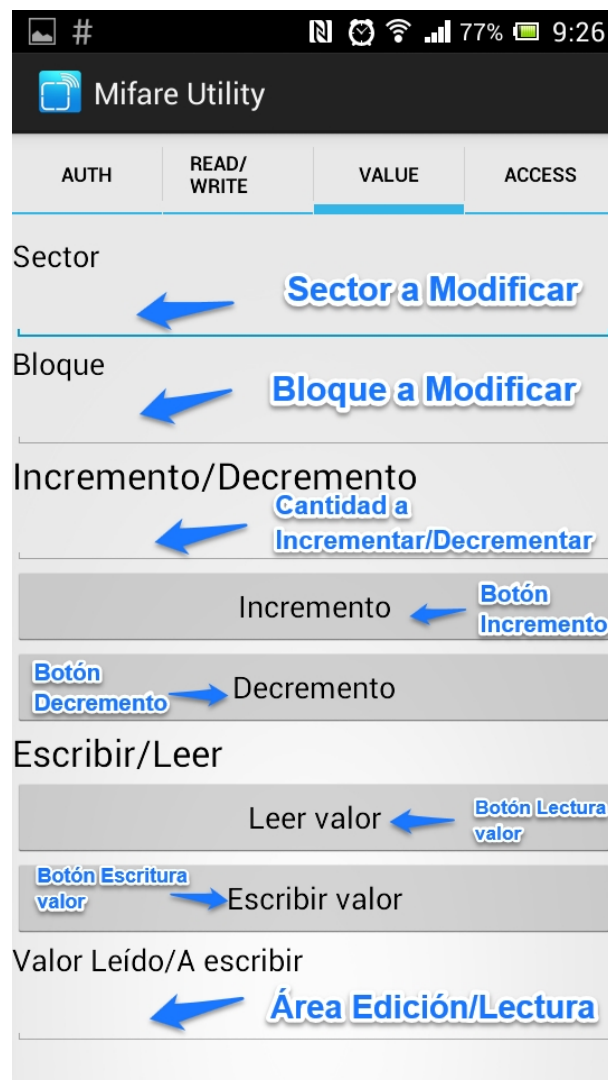 # 77% 9:26
Mifare Utility
AUTH READ/ VALUE ACCESS
WRITE
Sector
Sector a Modificar
Bloque
Bloque a Modificar
Incremento/Decremento
Cantidad a
Incrementar/Decrementar
Incremento
Botón
Incremento
Botón
Decremento
Decremento
Escribir/Leer
Leer valor
Botón Lectura
valor
Botón Escritura
valor
Escribir valor
Valor Leído/A escribir
Área Edición/Lectura